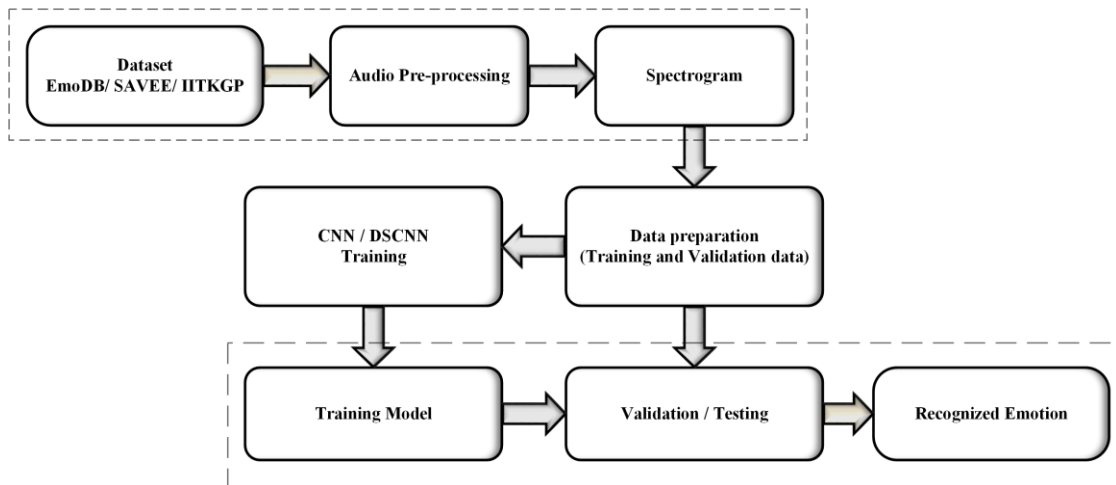 Dataset
EmoDB/ SAVEE/ IITKGP
Audio Pre-processing
Spectrogram
CNN / DSCNN
Training
Data preparation
(Training and Validation data)
Training Model
Validation / Testing
Recognized Emotion